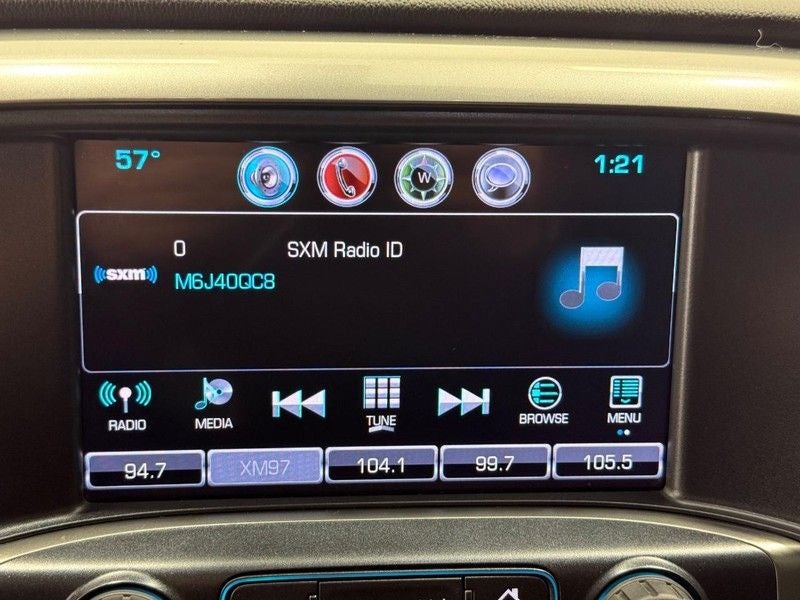 57° W 1:21
0 SXM Radio ID
((sxm)) M6J40QC8
RADIO MEDIA TUNE BROWSE MENU
94.7 XM97 104.1 99.7 105.5